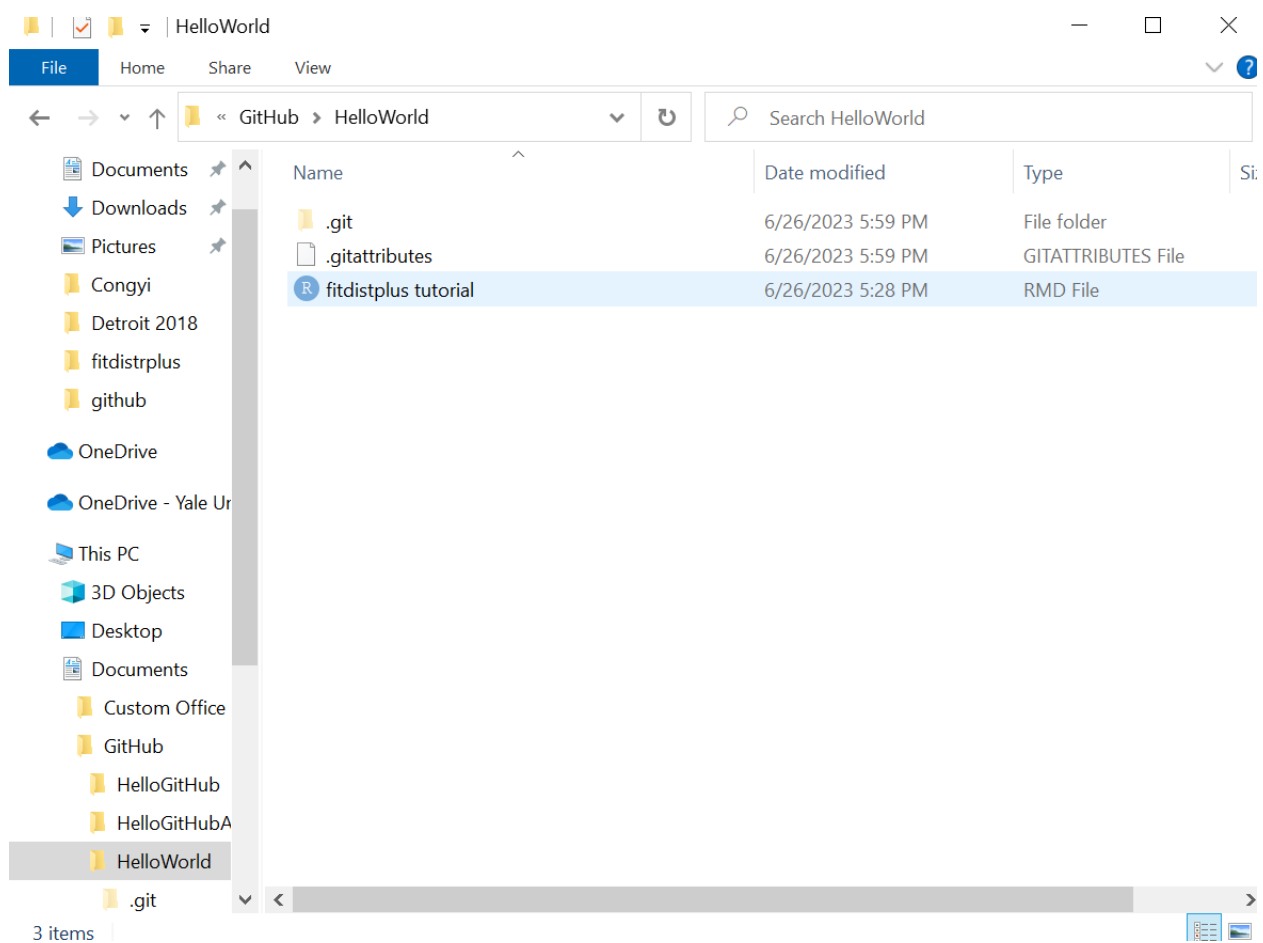 HelloWorld
File Home Share View
« GitHub > HelloWorld
Search HelloWorld
Name Date modified Type
.git 6/26/2023 5:59 PM File folder
.gitattributes 6/26/2023 5:59 PM GITATTRIBUTES File
R fitdistplus tutorial 6/26/2023 5:28 PM RMD File
Documents
Downloads
Pictures
Congyi
Detroit 2018
fitdistrplus
github
OneDrive
OneDrive - Yale
This PC
3D Objects
Desktop
Documents
Custom Office
GitHub
HelloGitHub
HelloGitHubA
HelloWorld
.git
3 items